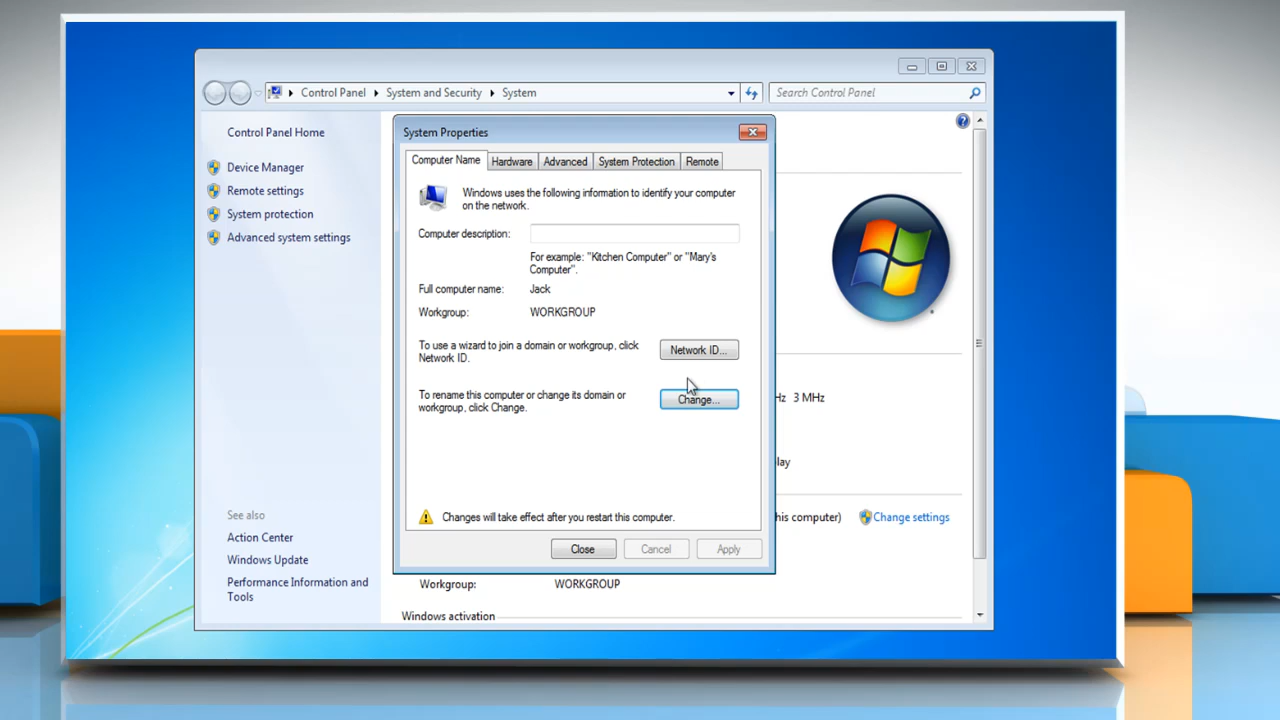 Control Panel
System and Security
System
Search Control Panel
Control Panel Home
Device Manager
Remote settings
System protection
Advanced system settings
See also
Action Center
Windows Update
Performance Information and
Tools
System Properties
Computer Name
Hardware
Advanced
System Protection
Remote
Windows uses the following information to identify your computer
on the network.
Computer description:
For example: "Kitchen Computer" or "Mary's
Computer".
Full computer name: Jack
Workgroup: WORKGROUP
To use a wizard to join a domain or workgroup, click
Network ID.
Network ID...
To rename this computer or change its domain or
workgroup, click Change.
Change...
Changes will take effect after you restart this computer.
Close
Cancel
Apply
Hz 3 MHz
play
his computer)
Change settings
Workgroup: WORKGROUP
Windows activation